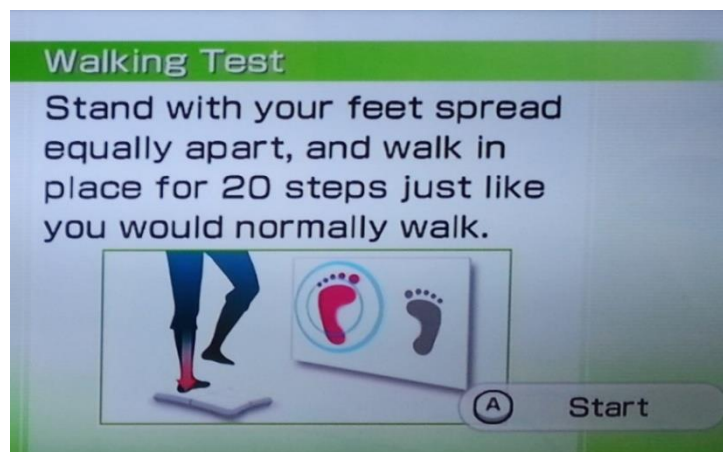 Walking Test
Stand with your feet spread
equally apart, and walk in
place for 20 steps just like
you would normally walk.
A Start